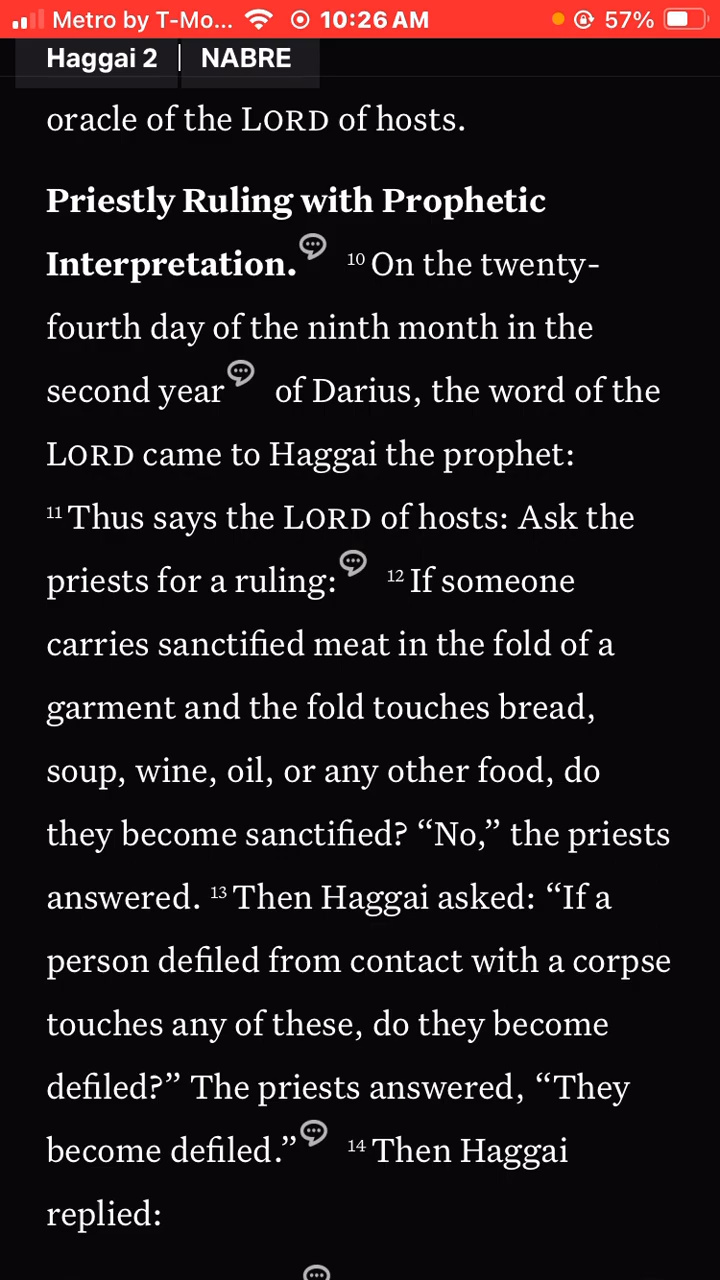 Metro by T-Mo... 10:26 AM 57%
Haggai 2 | NABRE
oracle of the LORD of hosts.
Priestly Ruling with Prophetic
Interpretation. 10 On the twenty-
fourth day of the ninth month in the
second year of Darius, the word of the
LORD came to Haggai the prophet:
11 Thus says the LORD of hosts: Ask the
priests for a ruling: 12 If someone
carries sanctified meat in the fold of a
garment and the fold touches bread,
soup, wine, oil, or any other food, do
they become sanctified? “No,” the priests
answered. 13 Then Haggai asked: “If a
person defiled from contact with a corpse
touches any of these, do they become
defiled?” The priests answered, “They
become defiled.” 14 Then Haggai
replied: